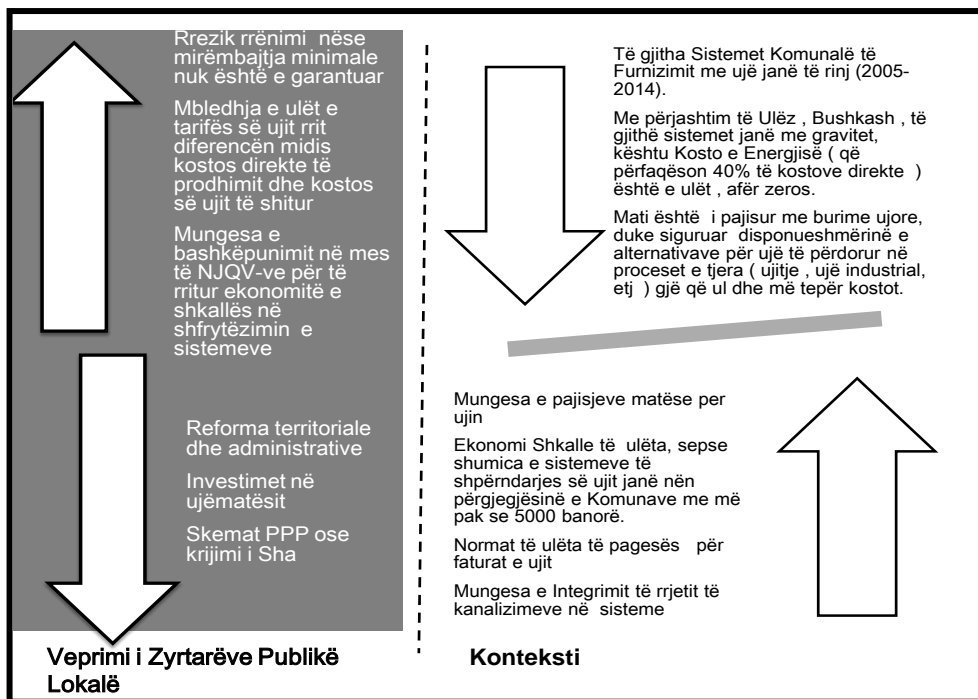 Rrezik rrënimi nëse
mirëmbajtja minimale
nuk është e garantuar
Mbledhja e ulët e
tarifës së ujit rrit
diferencën midis
kostos direkte të
prodhimit dhe kostos
së ujit të shitur
Mungesa e
bashkëpunimit në mes
të NJQV-ve për të
rritur ekonomitë e
shkallës në
shfrytëzimin e
sistemeve
Reforma territoriale
dhe administrative
Investimet në
ujëmatësit
Skemat PPP ose
krijimi i Sha
Veprimi i Zyrtarëve Publikë
Lokalë
Të gjitha Sistemet Komunalë të
Furnizimit me ujë janë të rinj (2005-
2014).
Me përjashtim të Ulëz , Bushkash , të
gjithë sistemet janë me gravitet,
kështu Kosto e Energjisë ( që
përfaqëson 40% të kostove direkte )
është e ulët , afër zeros.
Mati është i pajisur me burime ujore,
duke siguruar disponueshmërinë e
alternativave për ujë të përdorur në
proceset e tjera ( ujitje , ujë industrial,
etj ) gjë që ul dhe më tepër kostot.
Mungesa e pajisjeve matëse per
ujin
Ekonomi Shkalle të ulëta, sepse
shumica e sistemeve të
shpërndarjes së ujit janë nën
përgjegjësinë e Komunave me më
pak se 5000 banorë.
Normat të ulëta të pagesës për
faturat e ujit
Mungesa e Integrimit të rrjetit të
kanalizimeve në sisteme
Konteksti